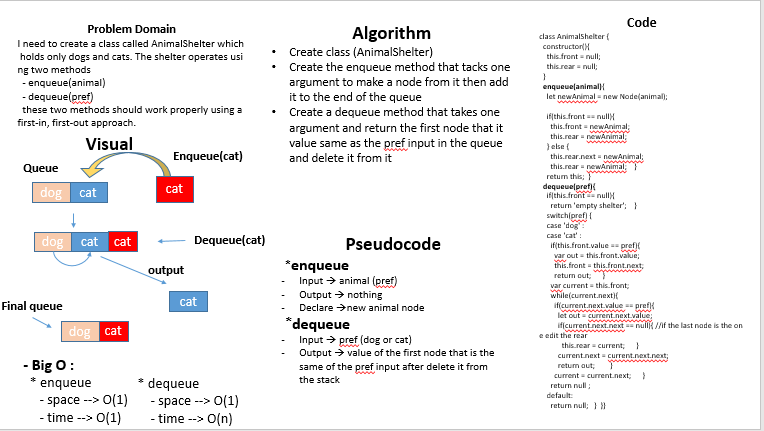 Problem Domain
I need to create a class called AnimalShelter which
holds only dogs and cats. The shelter operates usi
ng two methods
- enqueue(animal)
- dequeue(pref)
these two methods should work properly using a
first-in, first-out approach.
Visual
Queue
Enqueue(cat)
dog cat
cat
dog cat cat
Dequeue(cat)
output
cat
Final queue
dog cat
- Big O :
* enqueue
- space --> O(1)
- time --> O(1)
* dequeue
- space --> O(1)
- time --> O(n)
Algorithm
• Create class (AnimalShelter)
• Create the enqueue method that tacks one
argument to make a node from it then add
it to the end of the queue
• Create a dequeue method that takes one
argument and return the first node that it
value same as the pref input in the queue
and delete it from it
Pseudocode
*enqueue
- Input → animal (pref)
- Output → nothing
- Declare →new animal node
*dequeue
- Input → pref (dog or cat)
- Output → value of the first node that is the
same of the pref input after delete it from
the stack
Code
class AnimalShelter {
constructor(){
this.front = null;
this.rear = null;
}
enqueue(animal){
let newAnimal = new Node(animal);
if(this.front == null){
this.front = newAnimal;
this.rear = newAnimal;
} else {
this.rear.next = newAnimal;
this.rear = newAnimal; }
return this; }
dequeue(pref){
if(this.front == null){
return 'empty shelter'; }
switch(pref) {
case 'dog' :
case 'cat' :
if(this.front.value == pref){
var out = this.front.value;
this.front = this.front.next;
return out; }
var current = this.front;
while(current.next){
if(current.next.value == pref){
let out = current.next.value;
if(current.next.next == null){ //if the last node is the on
e edit the rear
this.rear = current; }
current.next = current.next.next;
return out; }
current = current.next; }
return null ;
default:
return null; } }}